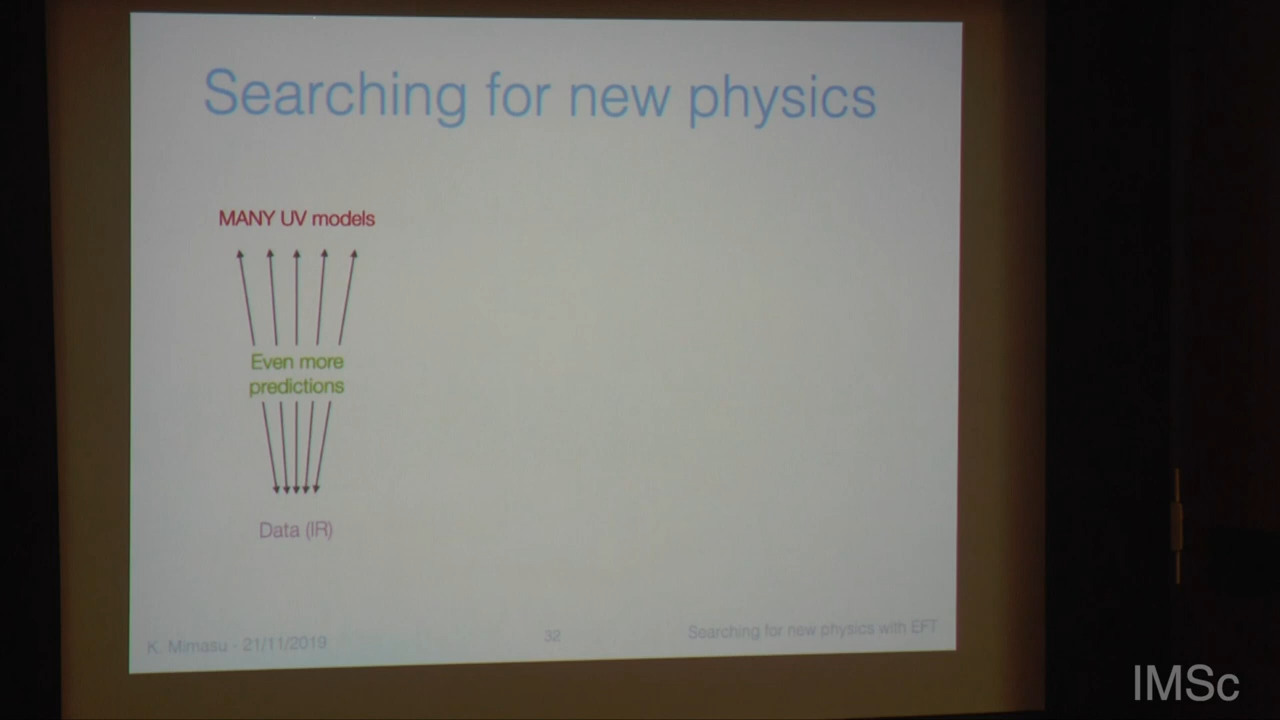 Searching for new physics
MANY UV models
Even more
predictions
Data (IR)
K. Mimasu - 21/11/2019
32
Searching for new physics with EFT
IMSc